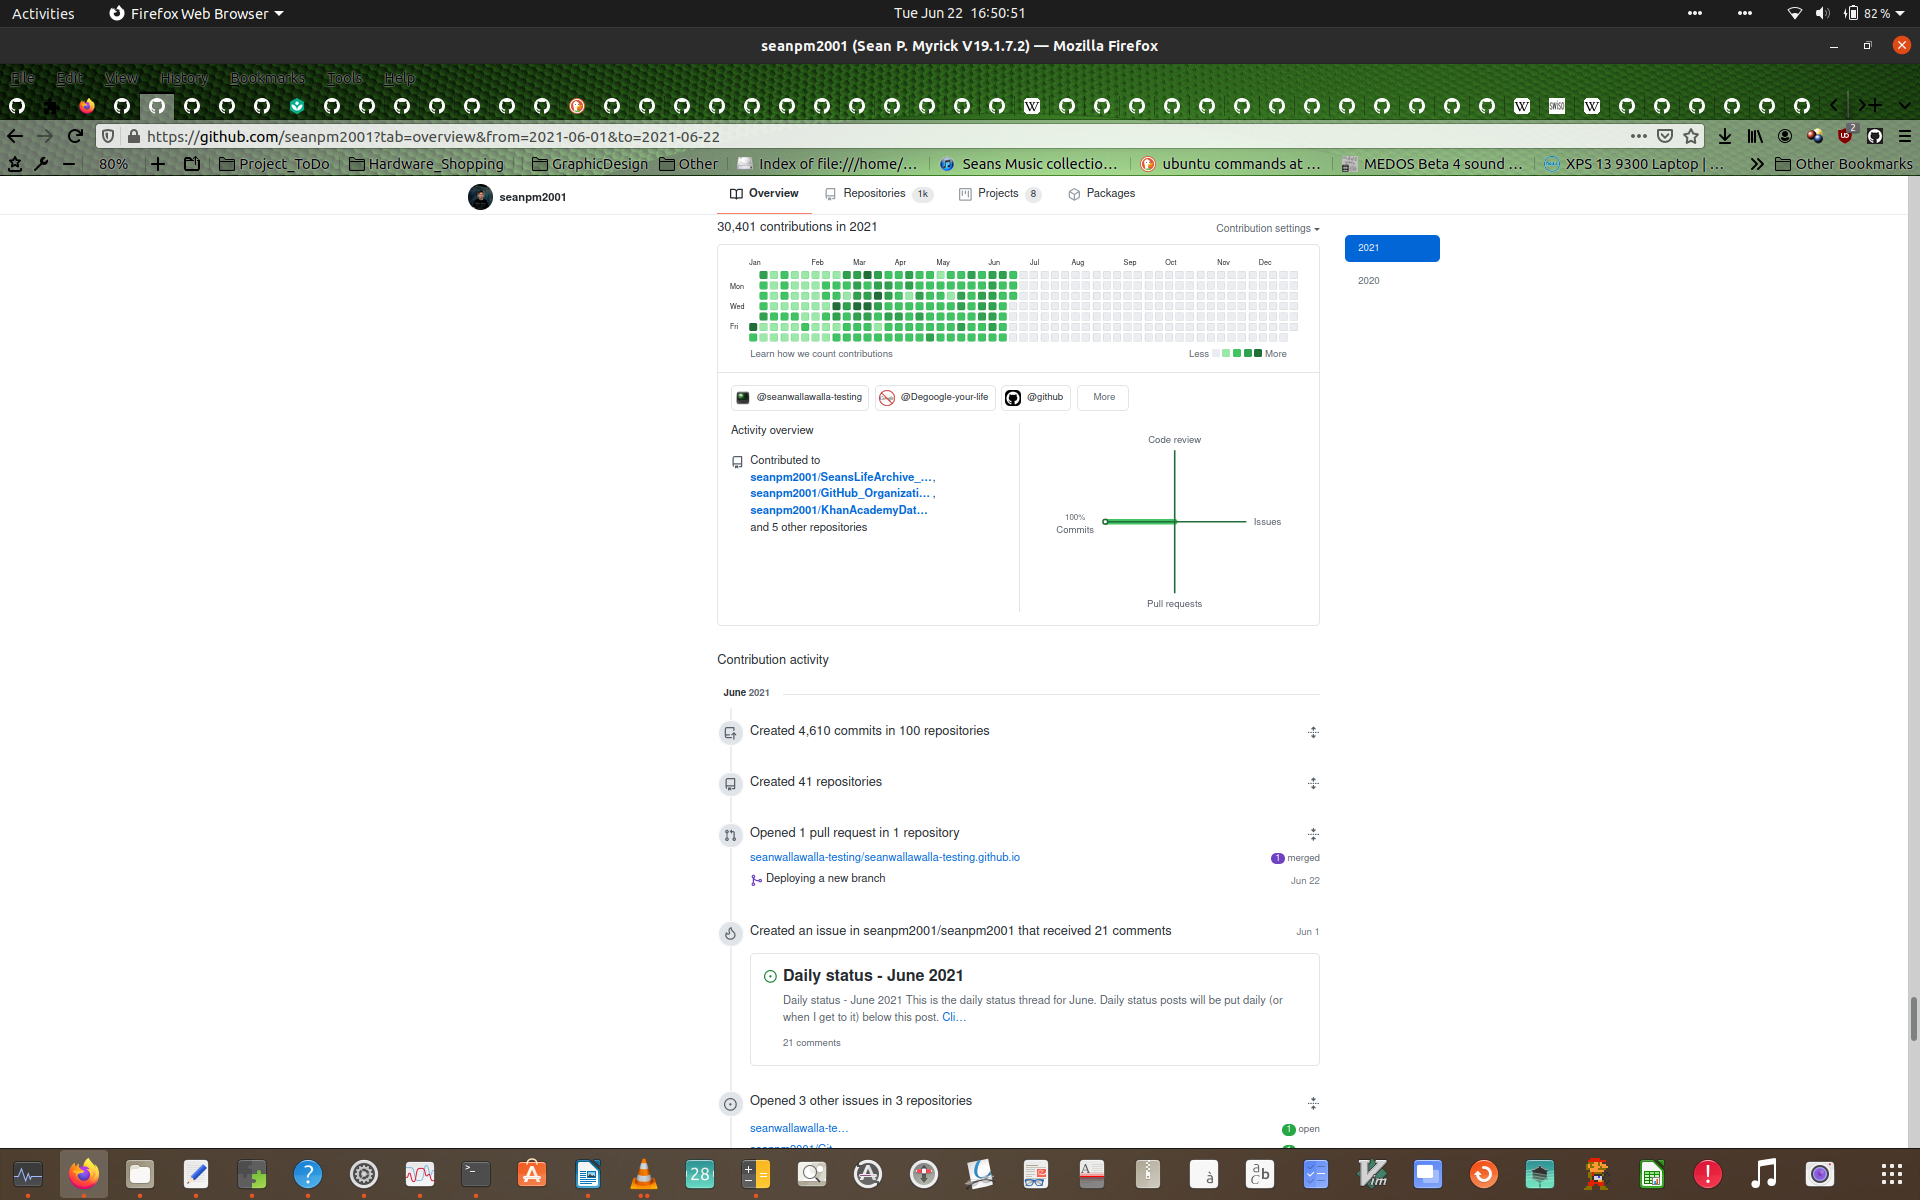 Activities
Firefox Web Browser
Tue Jun 22 16:50:51
82 %
seanpm2001 (Sean P. Myrick V19.1.7.2) — Mozilla Firefox
File Edit View History Bookmarks Tools Help
https://github.com/seanpm2001?tab=overview&from=2021-06-01&to=2021-06-22
2
80%
Project_ToDo
Hardware_Shopping
GraphicDesign
Other
Index of file:///home/...
Seans Music collectio...
ubuntu commands at ...
MEDOS Beta 4 sound ...
XPS 13 9300 Laptop | ...
Other Bookmarks
seanpm2001
Overview
Repositories 1k
Projects 8
Packages
30,401 contributions in 2021
Contribution settings
2021
2020
Jan Feb Mar Apr May Jun Jul Aug Sep Oct Nov Dec
Mon
Wed
Fri
Learn how we count contributions
Less More
@seanwallawalla-testing
@Degoogle-your-life
@github
More
Activity overview
Contributed to
seanpm2001/SeansLifeArchive_...,
seanpm2001/GitHub_Organizati... ,
seanpm2001/KhanAcademyDat...
and 5 other repositories
Code review
100%
Commits
Issues
Pull requests
Contribution activity
June 2021
Created 4,610 commits in 100 repositories
Created 41 repositories
Opened 1 pull request in 1 repository
seanwallawalla-testing/seanwallawalla-testing.github.io
1 merged
Deploying a new branch
Jun 22
Created an issue in seanpm2001/seanpm2001 that received 21 comments
Jun 1
Daily status - June 2021
Daily status - June 2021 This is the daily status thread for June. Daily status posts will be put daily (or
when I get to it) below this post. Cli...
21 comments
Opened 3 other issues in 3 repositories
seanwallawalla-te...
1 open
28